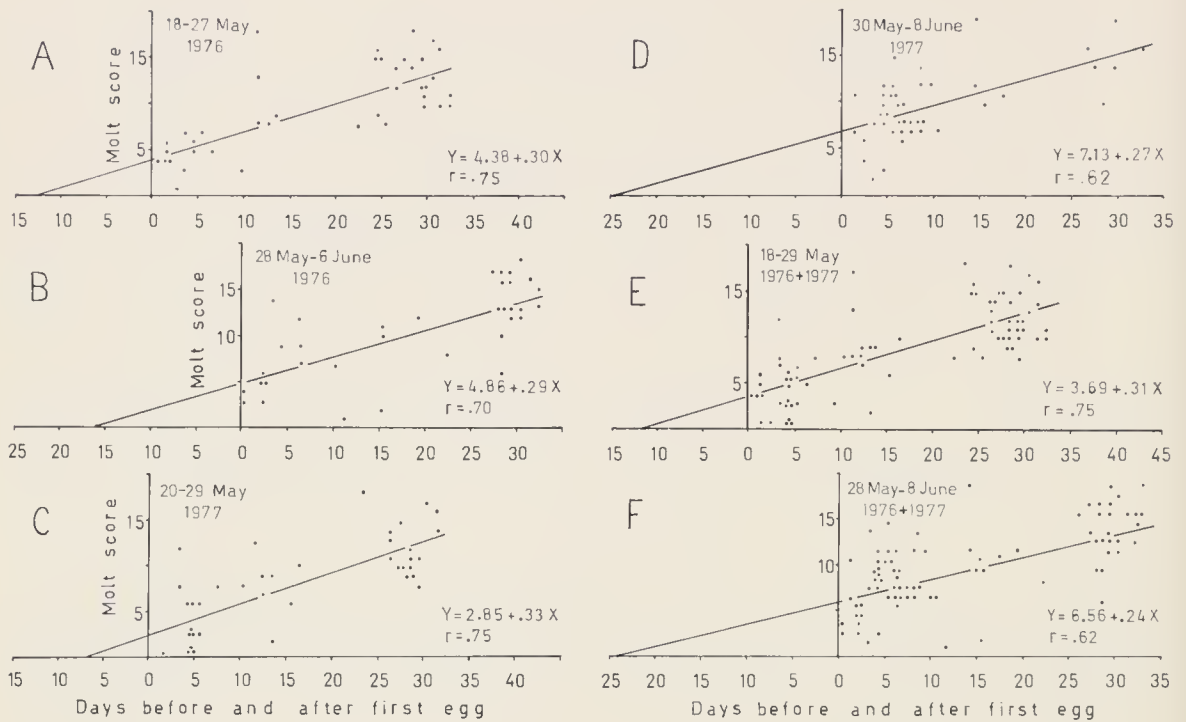 A
18-27 May
1976
Molt score
15
10
5
Y= 4.38+.30 X
r=.75
15 10 5 0 5 10 15 20 25 30 35 40
B
28 May-6 June
1976
Molt score
15
10
5
Y=4.86+.29 X
r=.70
25 20 15 10 5 0 5 10 15 20 25 30
C
20-29 May
1977
Molt score
15
10
5
Y=2.85+.33 X
r=.75
15 10 5 0 5 10 15 20 25 30 35 40 45
Days before and after first egg
D
30 May-8 June
1977
15
10
5
Y=7.13+.27 X
r=.62
25 20 15 10 5 0 5 10 15 20 25 30 35
E
18-29 May
1976+1977
15
10
5
Y=3.69+.31 X
r=.75
25 20 15 10 5 0 5 10 15 20 25 30 35 40 45
F
28 May-8 June
1976+1977
15
10
5
Y=6.56+.24 X
r=.62
25 20 15 10 5 0 5 10 15 20 25 30 35
Days before and after first egg